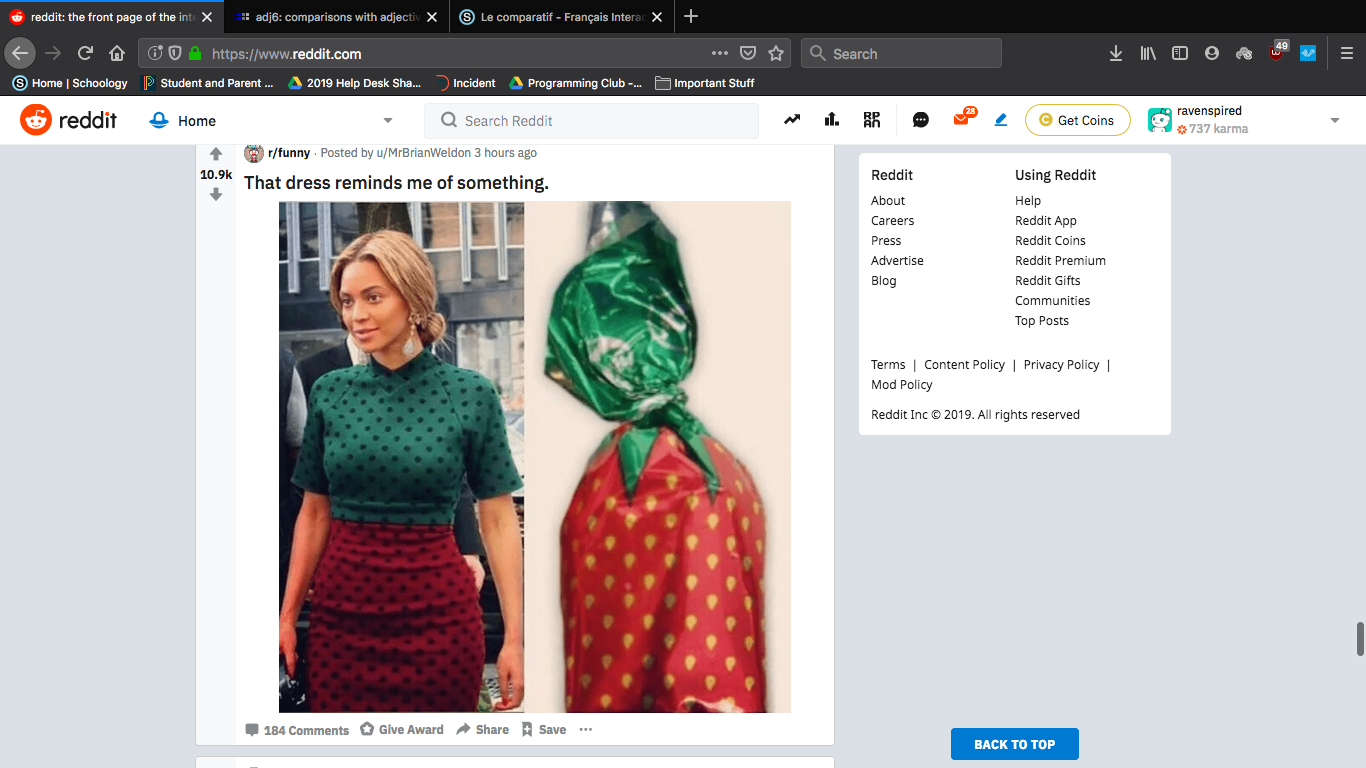 reddit: the front page of the inte
adj6: comparisons with adjectiv
Le comparatif – Français Intera
https://www.reddit.com
Search
49
Home | Schoology
Student and Parent ...
2019 Help Desk Sha...
Incident
Programming Club –...
Important Stuff
reddit
Home
Search Reddit
28
Get Coins
ravenspired
737 karma
r/funny · Posted by u/MrBrianWeldon 3 hours ago
10.9k
That dress reminds me of something.
184 Comments
Give Award
Share
Save
Reddit
About
Careers
Press
Advertise
Blog
Using Reddit
Help
Reddit App
Reddit Coins
Reddit Premium
Reddit Gifts
Communities
Top Posts
Terms | Content Policy | Privacy Policy |
Mod Policy
Reddit Inc © 2019. All rights reserved
BACK TO TOP